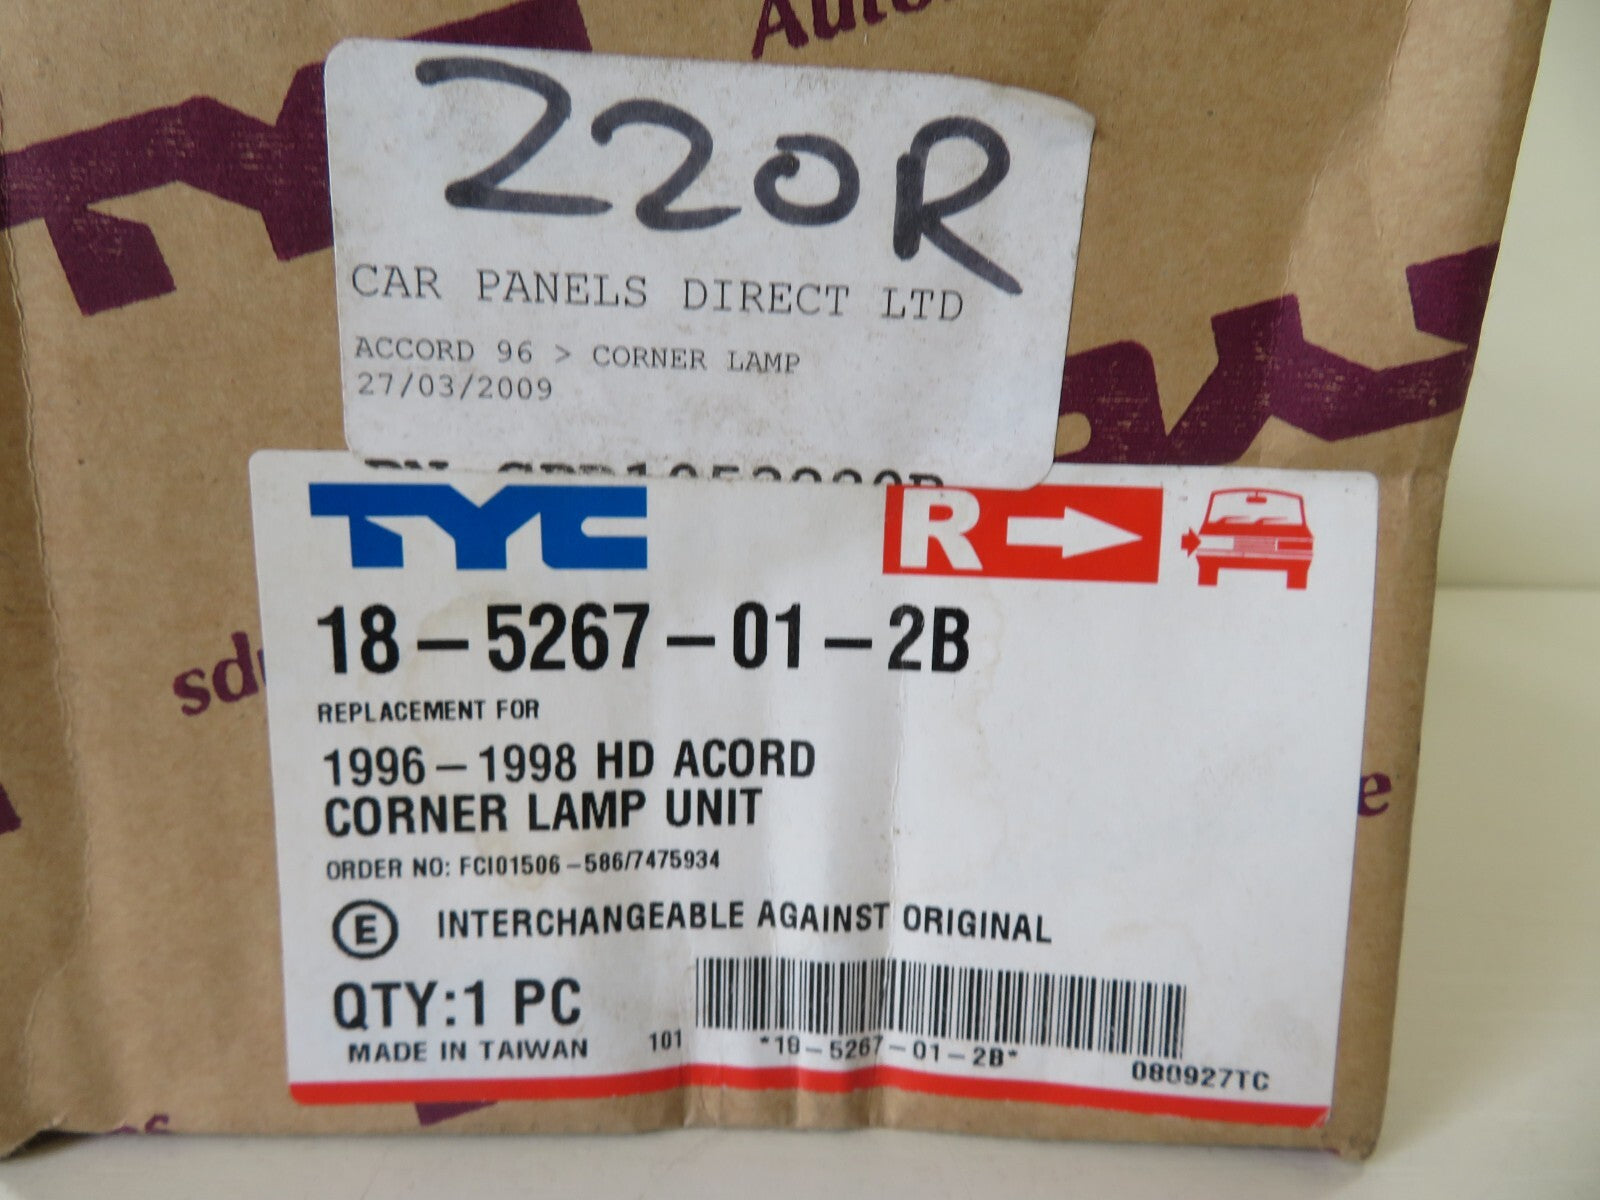 220R
CAR PANELS DIRECT LTD
ACCORD 96 > CORNER LAMP
27/03/2009
TYC
R
18-5267-01-2B
REPLACEMENT FOR
1996-1998 HD ACORD
CORNER LAMP UNIT
ORDER NO: FCI01506-586/7475934
E INTERCHANGEABLE AGAINST ORIGINAL
QTY:1 PC
MADE IN TAIWAN
101
*18-5267-01-2B*
080927TC